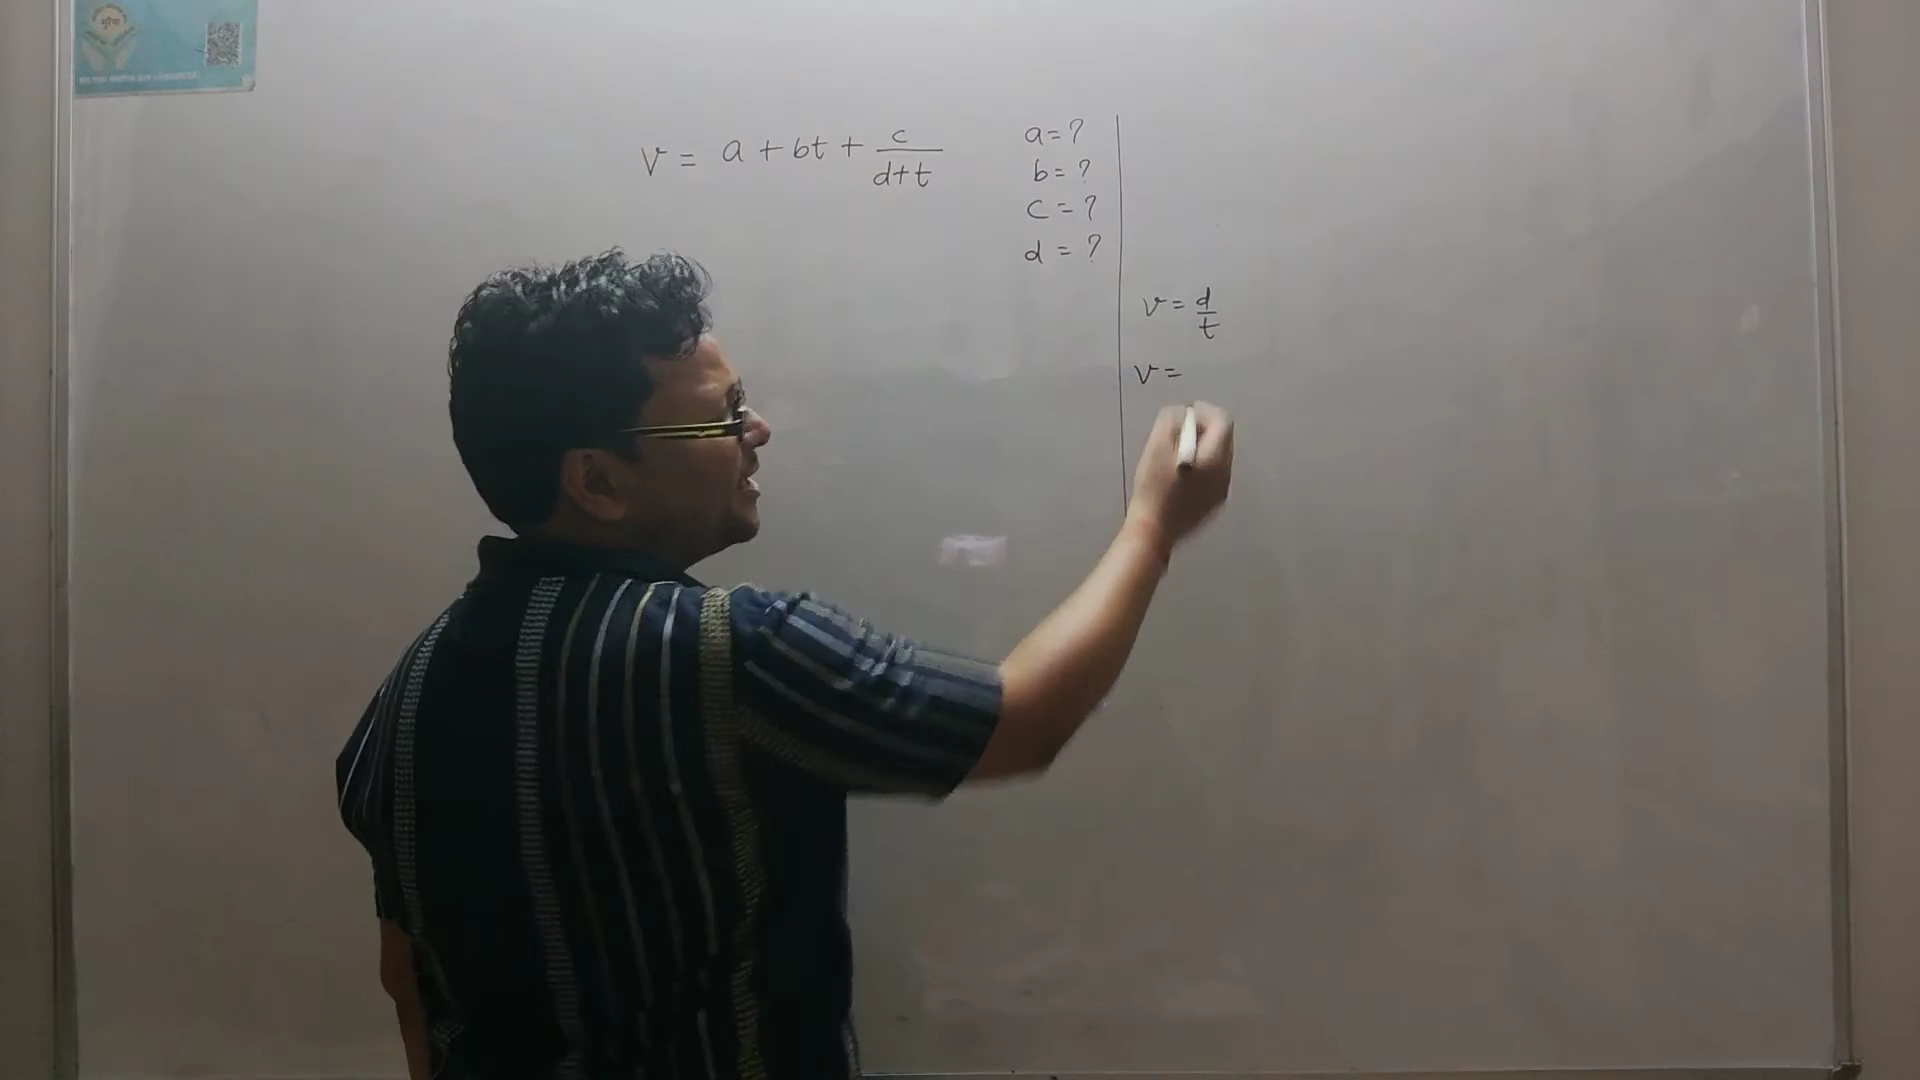 सुरैया
V = a + bt + c/(d+t)
a = ?
b = ?
c = ?
d = ?
v = d/t
v =